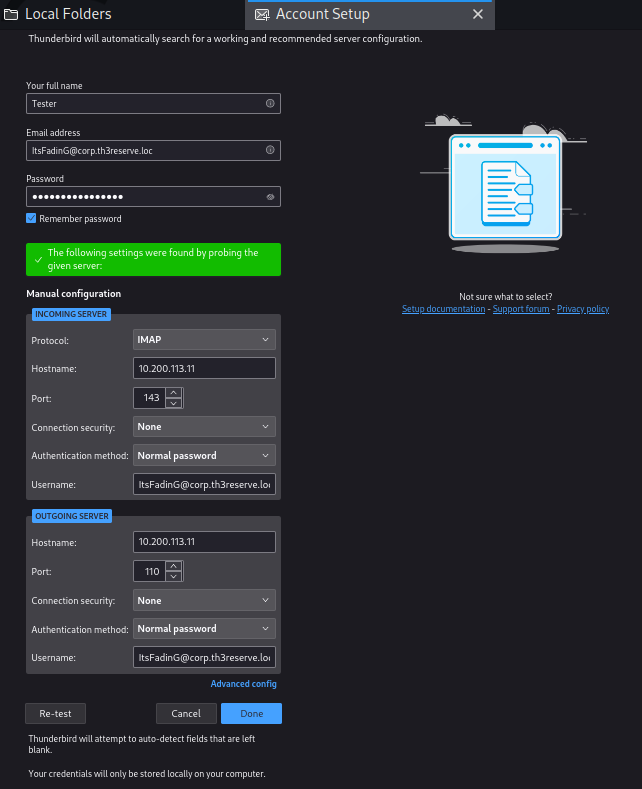 Local Folders
Account Setup
Thunderbird will automatically search for a working and recommended server configuration.
Your full name
Tester
Email address
ItsFadinG@corp.th3reserve.loc
Password
••••••••••••••••
Remember password
The following settings were found by probing the
given server:
Manual configuration
INCOMING SERVER
Protocol: IMAP
Hostname: 10.200.113.11
Port: 143
Connection security: None
Authentication method: Normal password
Username: ItsFadinG@corp.th3reserve.loc
OUTGOING SERVER
Hostname: 10.200.113.11
Port: 110
Connection security: None
Authentication method: Normal password
Username: ItsFadinG@corp.th3reserve.loc
Advanced config
Re-test Cancel Done
Thunderbird will attempt to auto-detect fields that are left
blank.
Your credentials will only be stored locally on your computer.
Not sure what to select?
Setup documentation - Support forum - Privacy policy